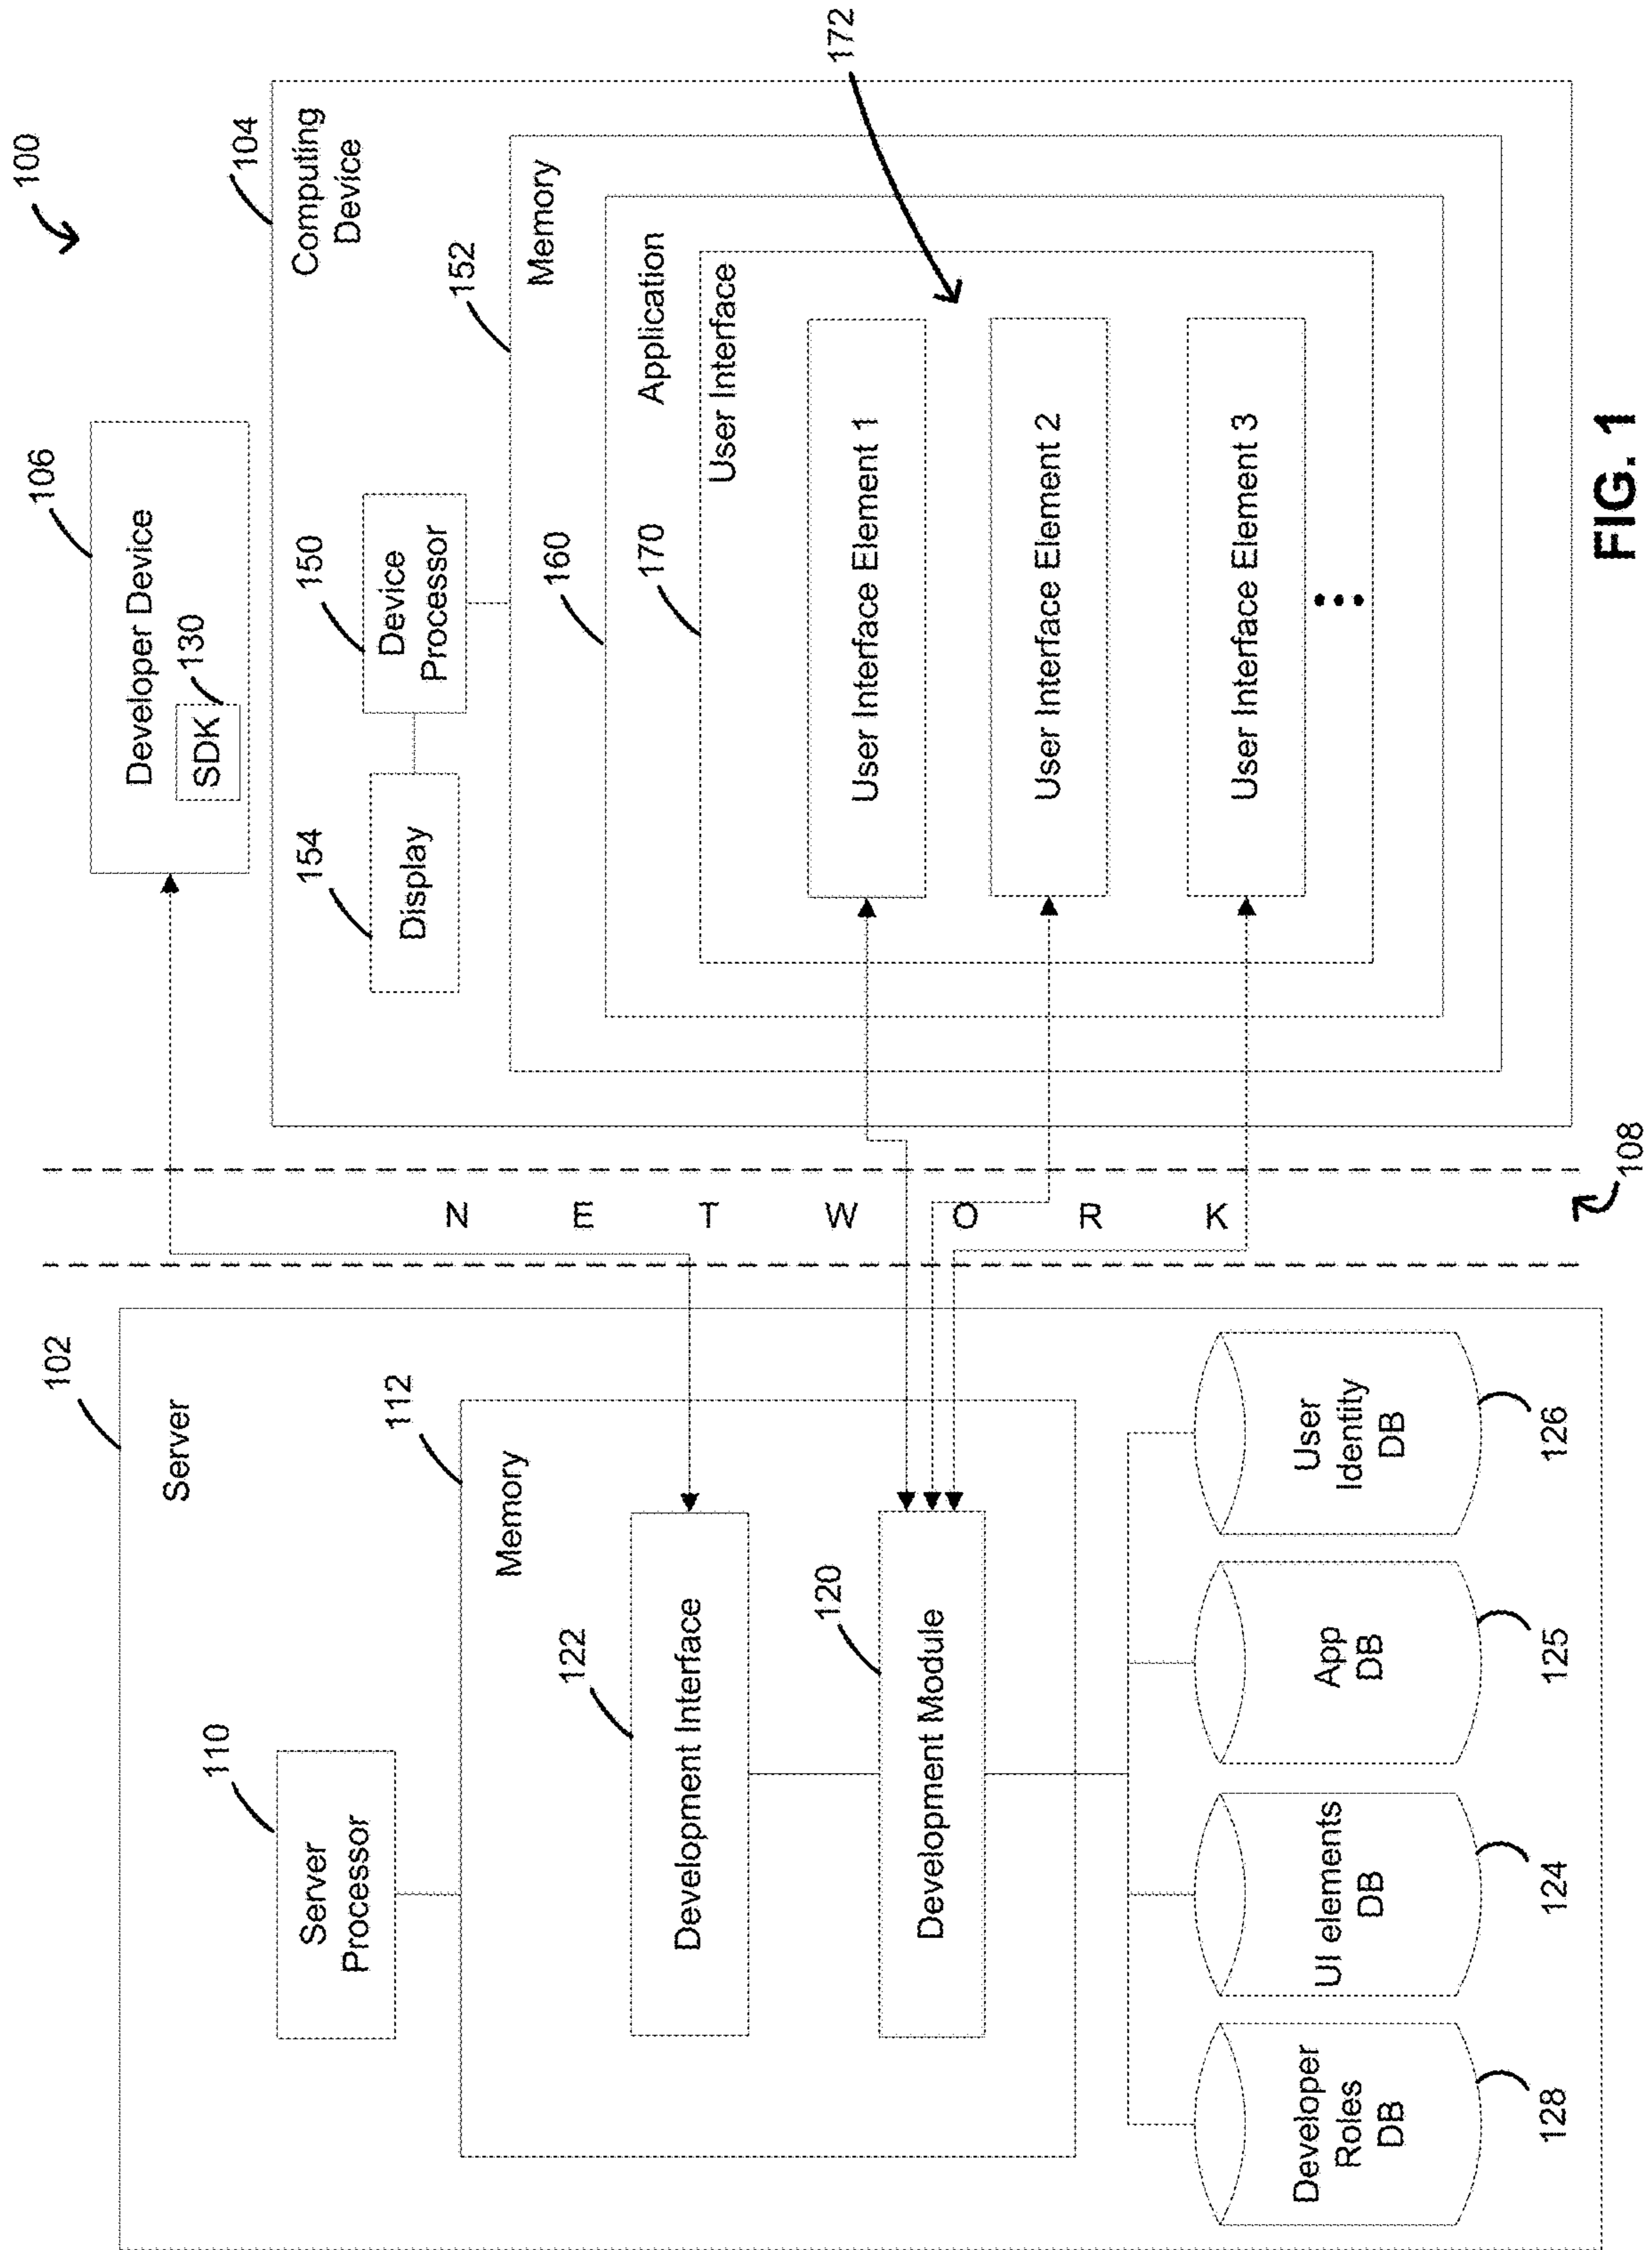 100
102
Server
110
Server
Processor
112
Memory
122
Development Interface
120
Development Module
128
Developer
Roles
DB
124
UI elements
DB
125
App
DB
126
User
Identity
DB
N E T W O R K
108
106
Developer Device
SDK
130
104
Computing
Device
154
Display
150
Device
Processor
152
Memory
160
Application
170
User Interface
172
User Interface Element 1
User Interface Element 2
User Interface Element 3
FIG. 1